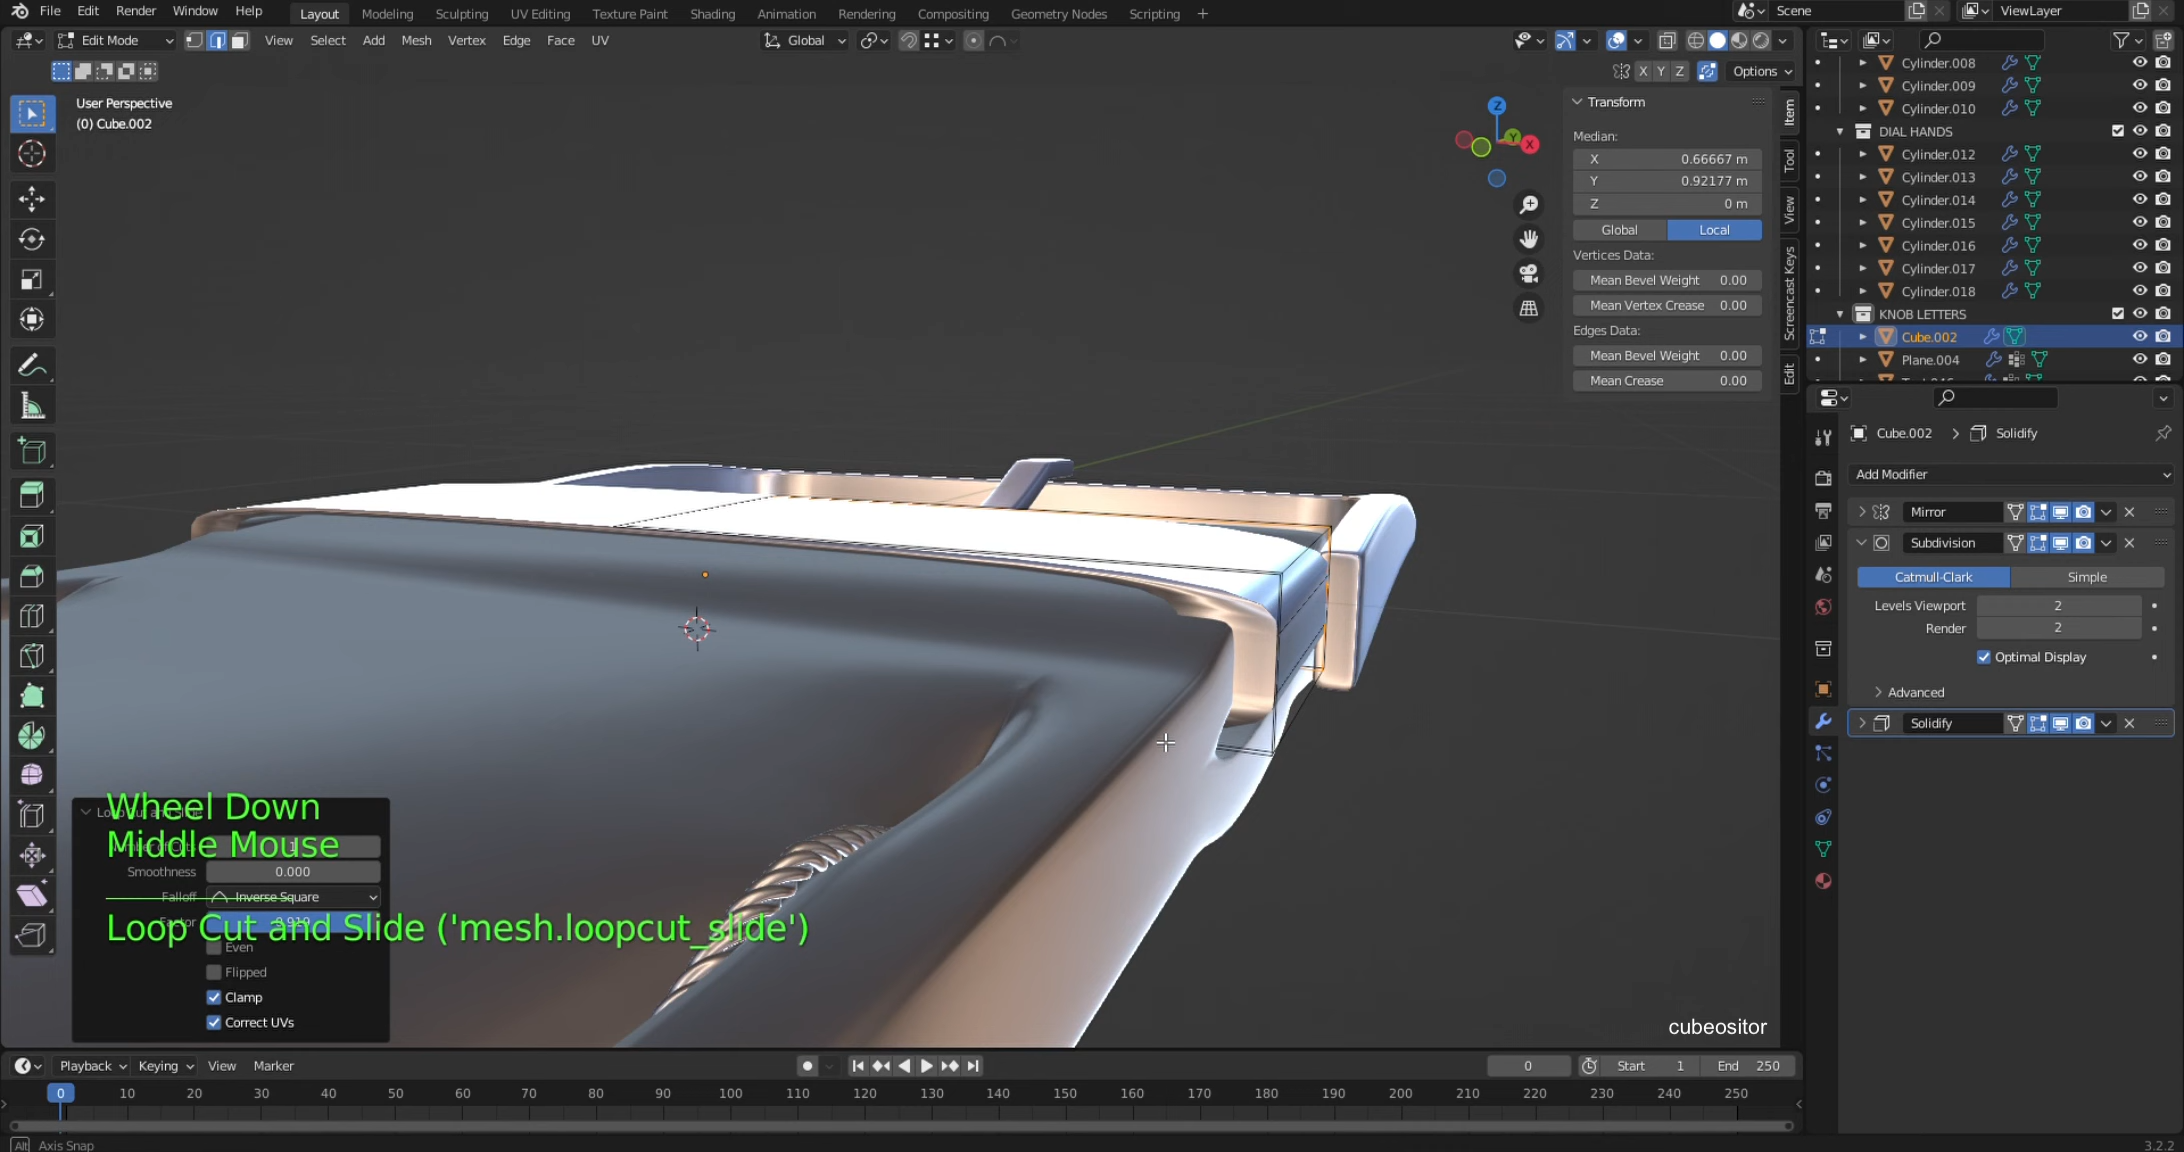 File Edit Render Window Help Layout Modeling Sculpting UV Editing Texture Paint Shading Animation Rendering Compositing Geometry Nodes Scripting + Scene ViewLayer
Edit Mode View Select Add Mesh Vertex Edge Face UV Global
X Y Z Options
User Perspective
(0) Cube.002
Z
Y
X
Transform
Median:
X 0.66667 m
Y 0.92177 m
Z 0 m
Global Local
Vertices Data:
Mean Bevel Weight 0.00
Mean Vertex Crease 0.00
Edges Data:
Mean Bevel Weight 0.00
Mean Crease 0.00
Item
Tool
View
Screencast Keys
Edit
Cylinder.008
Cylinder.009
Cylinder.010
DIAL HANDS
Cylinder.012
Cylinder.013
Cylinder.014
Cylinder.015
Cylinder.016
Cylinder.017
Cylinder.018
KNOB LETTERS
Cube.002
Plane.004
Cube.002 > Solidify
Add Modifier
Mirror
Subdivision
Catmull-Clark Simple
Levels Viewport 2
Render 2
Optimal Display
Advanced
Solidify
Wheel Down
Middle Mouse
Smoothness 0.000
Falloff Inverse Square
Factor
Loop Cut and Slide ('mesh.loopcut_slide')
Even
Flipped
Clamp
Correct UVs
cubeositor
Playback Keying View Marker 0 Start 1 End 250
0 10 20 30 40 50 60 70 80 90 100 110 120 130 140 150 160 170 180 190 200 210 220 230 240 250
Alt Axis Snap 3.2.2